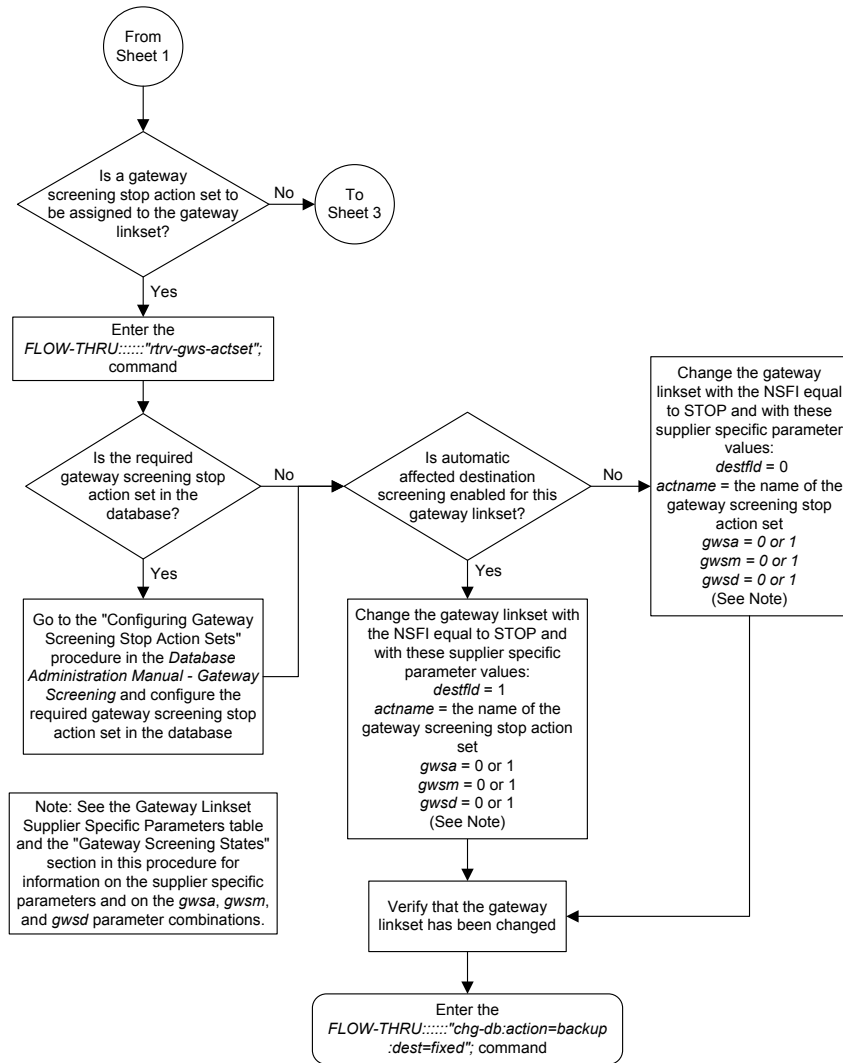 From
Sheet 1
Is a gateway
screening stop action set to
be assigned to the gateway
linkset?
No
To
Sheet 3
Yes
Enter the
FLOW-THRU::::::"rtrv-gws-actset";
command
Is the required
gateway screening stop
action set in the
database?
No
Yes
Go to the "Configuring Gateway
Screening Stop Action Sets"
procedure in the Database
Administration Manual - Gateway
Screening and configure the
required gateway screening stop
action set in the database
Is automatic
affected destination
screening enabled for this
gateway linkset?
No
Yes
Change the gateway
linkset with the NSFI equal
to STOP and with these
supplier specific parameter
values:
destfld = 0
actname = the name of the
gateway screening stop
action set
gwsa = 0 or 1
gwsm = 0 or 1
gwsd = 0 or 1
(See Note)
Change the gateway linkset with
the NSFI equal to STOP and
with these supplier specific
parameter values:
destfld = 1
actname = the name of the
gateway screening stop action
set
gwsa = 0 or 1
gwsm = 0 or 1
gwsd = 0 or 1
(See Note)
Note: See the Gateway Linkset
Supplier Specific Parameters table
and the "Gateway Screening States"
section in this procedure for
information on the supplier specific
parameters and on the gwsa, gwsm,
and gwsd parameter combinations.
Verify that the gateway
linkset has been changed
Enter the
FLOW-THRU::::::"chg-db:action=backup
:dest=fixed"; command